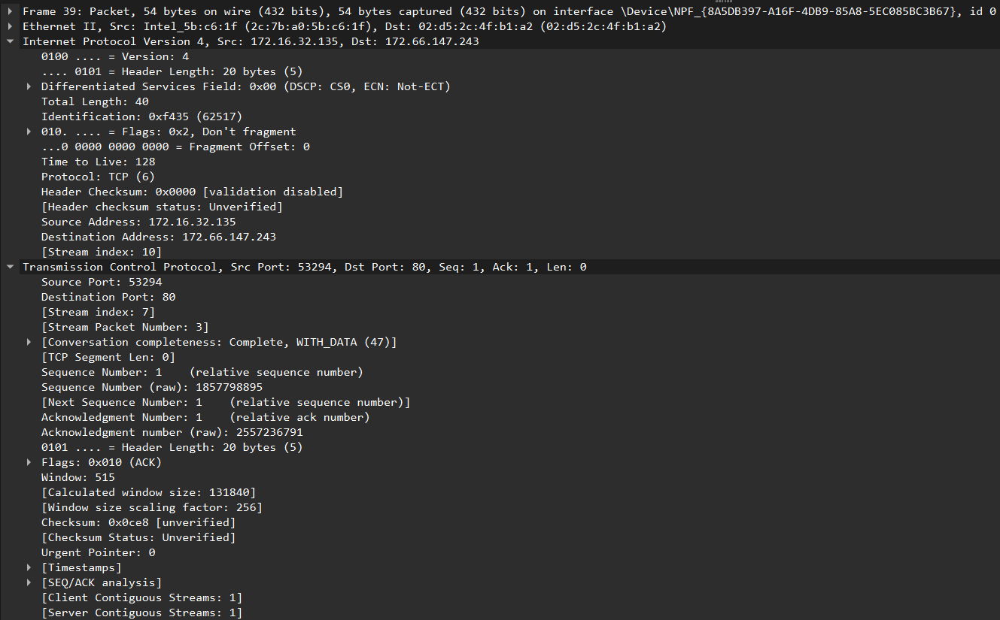 Frame 39: Packet, 54 bytes on wire (432 bits), 54 bytes captured (432 bits) on interface \Device\NPF_{8A5DB397-A16F-4DB9-85A8-5EC085BC3B67}, id 0
Ethernet II, Src: Intel_5b:c6:1f (2c:7b:a0:5b:c6:1f), Dst: 02:d5:2c:4f:b1:a2 (02:d5:2c:4f:b1:a2)
Internet Protocol Version 4, Src: 172.16.32.135, Dst: 172.66.147.243
0100 .... = Version: 4
.... 0101 = Header Length: 20 bytes (5)
Differentiated Services Field: 0x00 (DSCP: CS0, ECN: Not-ECT)
Total Length: 40
Identification: 0xf435 (62517)
010. .... = Flags: 0x2, Don't fragment
...0 0000 0000 0000 = Fragment Offset: 0
Time to Live: 128
Protocol: TCP (6)
Header Checksum: 0x0000 [validation disabled]
[Header checksum status: Unverified]
Source Address: 172.16.32.135
Destination Address: 172.66.147.243
[Stream index: 10]
Transmission Control Protocol, Src Port: 53294, Dst Port: 80, Seq: 1, Ack: 1, Len: 0
Source Port: 53294
Destination Port: 80
[Stream index: 7]
[Stream Packet Number: 3]
[Conversation completeness: Complete, WITH_DATA (47)]
[TCP Segment Len: 0]
Sequence Number: 1    (relative sequence number)
Sequence Number (raw): 1857798895
[Next Sequence Number: 1    (relative sequence number)]
Acknowledgment Number: 1    (relative ack number)
Acknowledgment number (raw): 2557236791
0101 .... = Header Length: 20 bytes (5)
Flags: 0x010 (ACK)
Window: 515
[Calculated window size: 131840]
[Window size scaling factor: 256]
Checksum: 0x0ce8 [unverified]
[Checksum Status: Unverified]
Urgent Pointer: 0
[Timestamps]
[SEQ/ACK analysis]
[Client Contiguous Streams: 1]
[Server Contiguous Streams: 1]